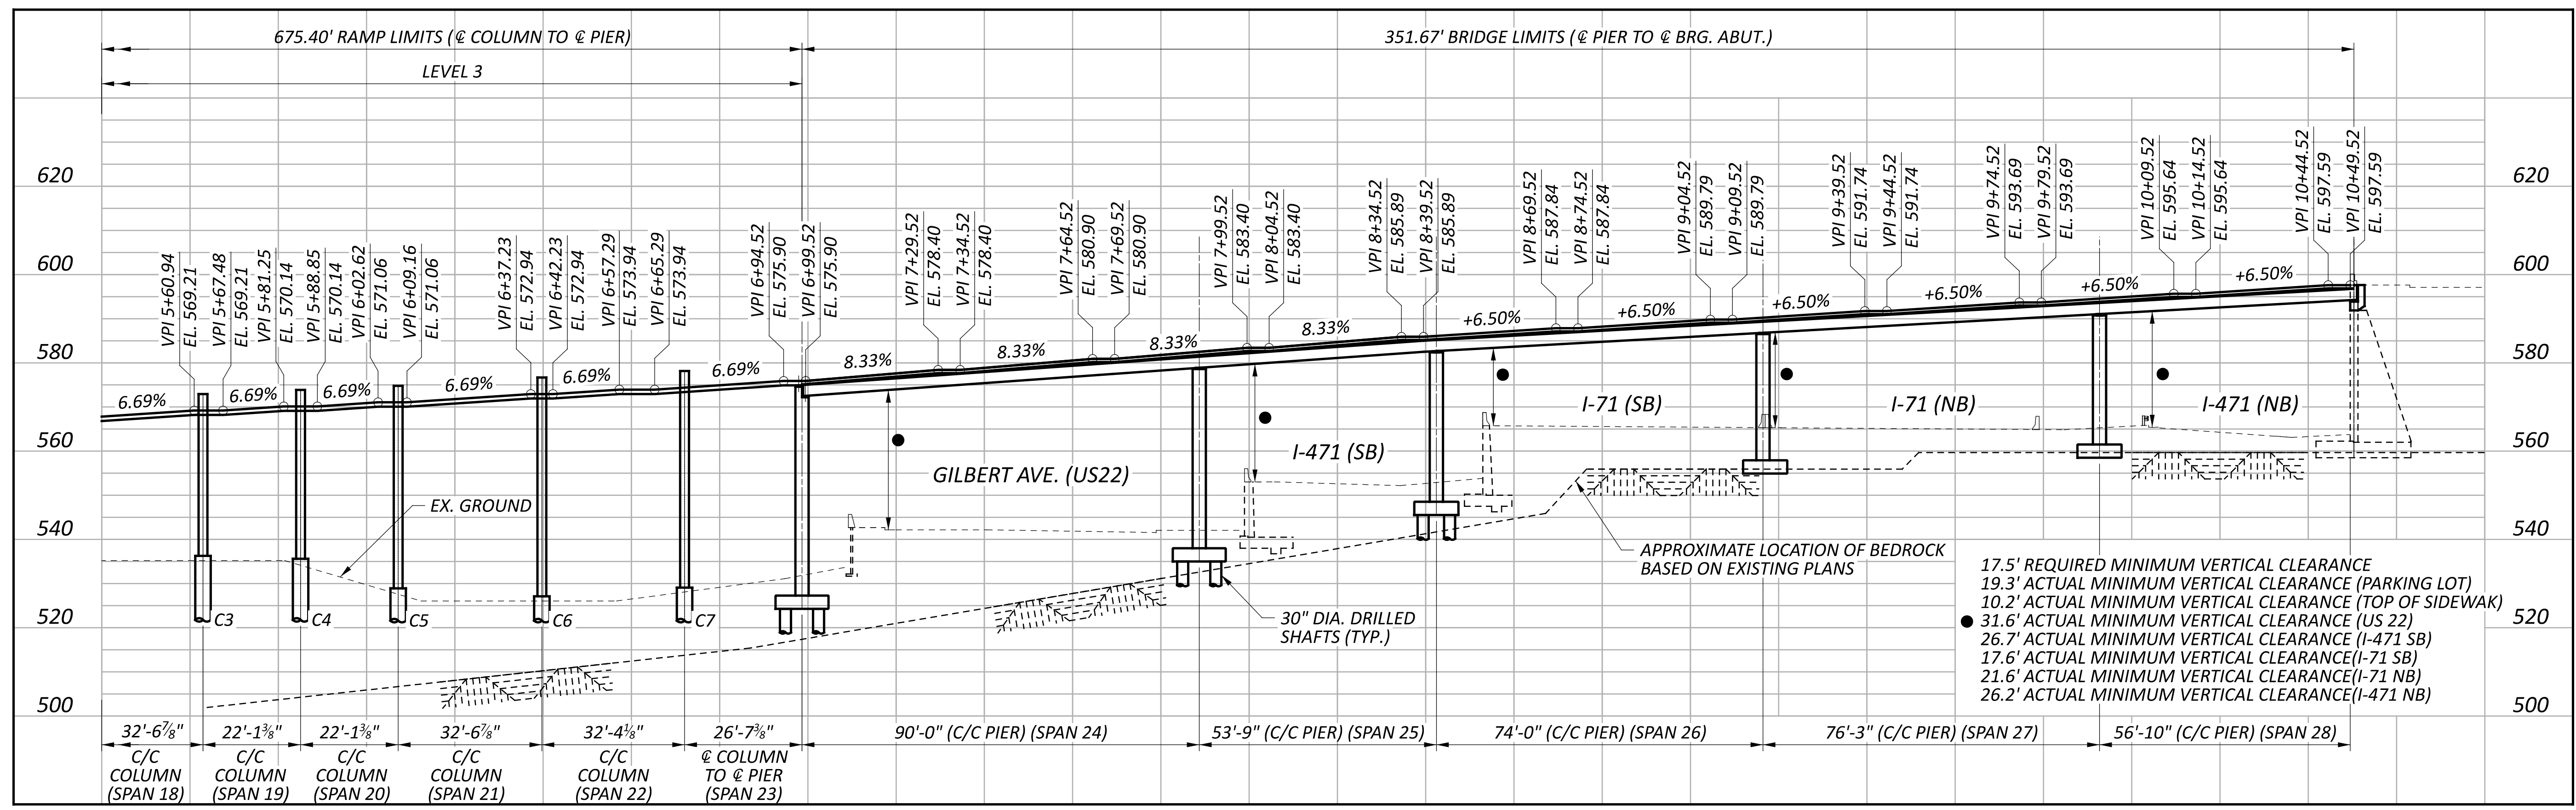 675.40' RAMP LIMITS (℄ COLUMN TO ℄ PIER)
351.67' BRIDGE LIMITS (℄ PIER TO ℄ BRG. ABUT.)
LEVEL 3
620
600
580
560
540
520
500
620
600
580
560
540
520
500
VPI 5+60.94
EL. 569.21
VPI 5+67.48
EL. 569.21
VPI 5+81.25
EL. 570.14
VPI 5+88.85
EL. 570.14
VPI 6+02.62
EL. 571.06
VPI 6+09.16
EL. 571.06
VPI 6+37.23
EL. 572.94
VPI 6+42.23
EL. 572.94
VPI 6+57.29
EL. 573.94
VPI 6+65.29
EL. 573.94
VPI 6+94.52
EL. 575.90
VPI 6+99.52
EL. 575.90
VPI 7+29.52
EL. 578.40
VPI 7+34.52
EL. 578.40
VPI 7+64.52
EL. 580.90
VPI 7+69.52
EL. 580.90
VPI 7+99.52
EL. 583.40
VPI 8+04.52
EL. 583.40
VPI 8+34.52
EL. 585.89
VPI 8+39.52
EL. 585.89
VPI 8+69.52
EL. 587.84
VPI 8+74.52
EL. 587.84
VPI 9+04.52
EL. 589.79
VPI 9+09.52
EL. 589.79
VPI 9+39.52
EL. 591.74
VPI 9+44.52
EL. 591.74
VPI 9+74.52
EL. 593.69
VPI 9+79.52
EL. 593.69
VPI 10+09.52
EL. 595.64
VPI 10+14.52
EL. 595.64
VPI 10+44.52
EL. 597.59
VPI 10+49.52
EL. 597.59
6.69%
6.69%
6.69%
6.69%
6.69%
6.69%
8.33%
8.33%
8.33%
8.33%
+6.50%
+6.50%
+6.50%
+6.50%
+6.50%
+6.50%
GILBERT AVE. (US22)
I-471 (SB)
I-71 (SB)
I-71 (NB)
I-471 (NB)
EX. GROUND
C3
C4
C5
C6
C7
30" DIA. DRILLED
SHAFTS (TYP.)
APPROXIMATE LOCATION OF BEDROCK
BASED ON EXISTING PLANS
17.5' REQUIRED MINIMUM VERTICAL CLEARANCE
19.3' ACTUAL MINIMUM VERTICAL CLEARANCE (PARKING LOT)
10.2' ACTUAL MINIMUM VERTICAL CLEARANCE (TOP OF SIDEWAK)
31.6' ACTUAL MINIMUM VERTICAL CLEARANCE (US 22)
26.7' ACTUAL MINIMUM VERTICAL CLEARANCE (I-471 SB)
17.6' ACTUAL MINIMUM VERTICAL CLEARANCE(I-71 SB)
21.6' ACTUAL MINIMUM VERTICAL CLEARANCE(I-71 NB)
26.2' ACTUAL MINIMUM VERTICAL CLEARANCE(I-471 NB)
32'-6⅞"
C/C
COLUMN
(SPAN 18)
22'-1⅜"
C/C
COLUMN
(SPAN 19)
22'-1⅜"
C/C
COLUMN
(SPAN 20)
32'-6⅞"
C/C
COLUMN
(SPAN 21)
32'-4⅛"
C/C
COLUMN
(SPAN 22)
26'-7⅜"
℄ COLUMN
TO ℄ PIER
(SPAN 23)
90'-0" (C/C PIER) (SPAN 24)
53'-9" (C/C PIER) (SPAN 25)
74'-0" (C/C PIER) (SPAN 26)
76'-3" (C/C PIER) (SPAN 27)
56'-10" (C/C PIER) (SPAN 28)